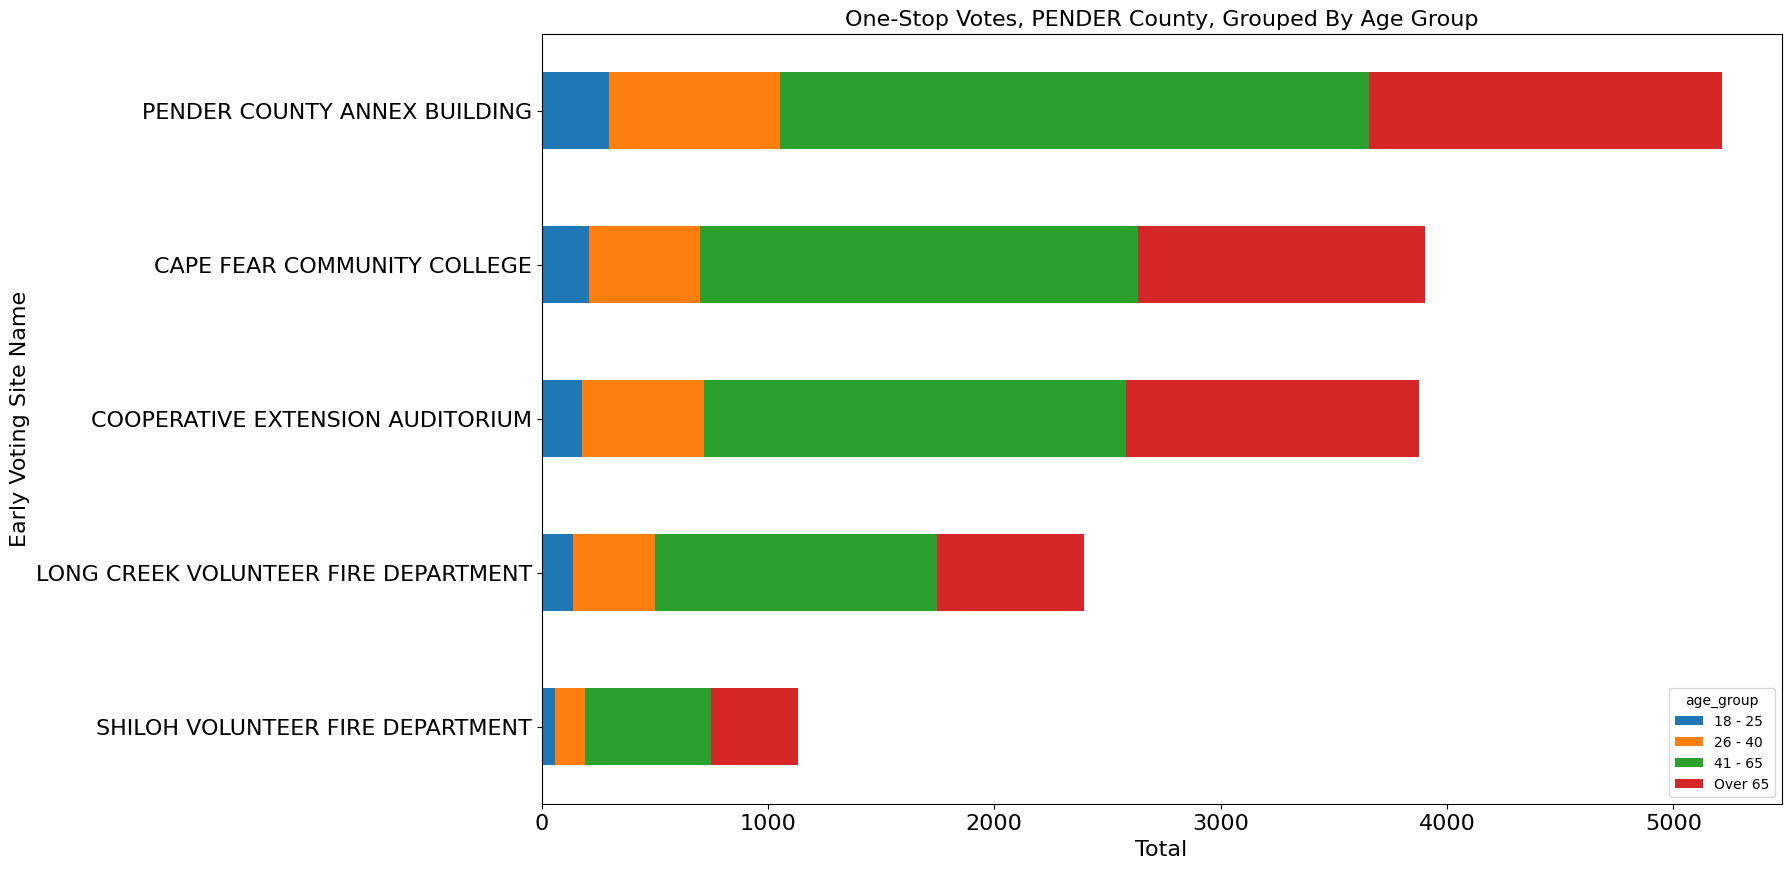 One-Stop Votes, PENDER County, Grouped By Age Group
Early Voting Site Name
PENDER COUNTY ANNEX BUILDING
CAPE FEAR COMMUNITY COLLEGE
COOPERATIVE EXTENSION AUDITORIUM
LONG CREEK VOLUNTEER FIRE DEPARTMENT
SHILOH VOLUNTEER FIRE DEPARTMENT
age_group
18 - 25
26 - 40
41 - 65
Over 65
0 1000 2000 3000 4000 5000
Total